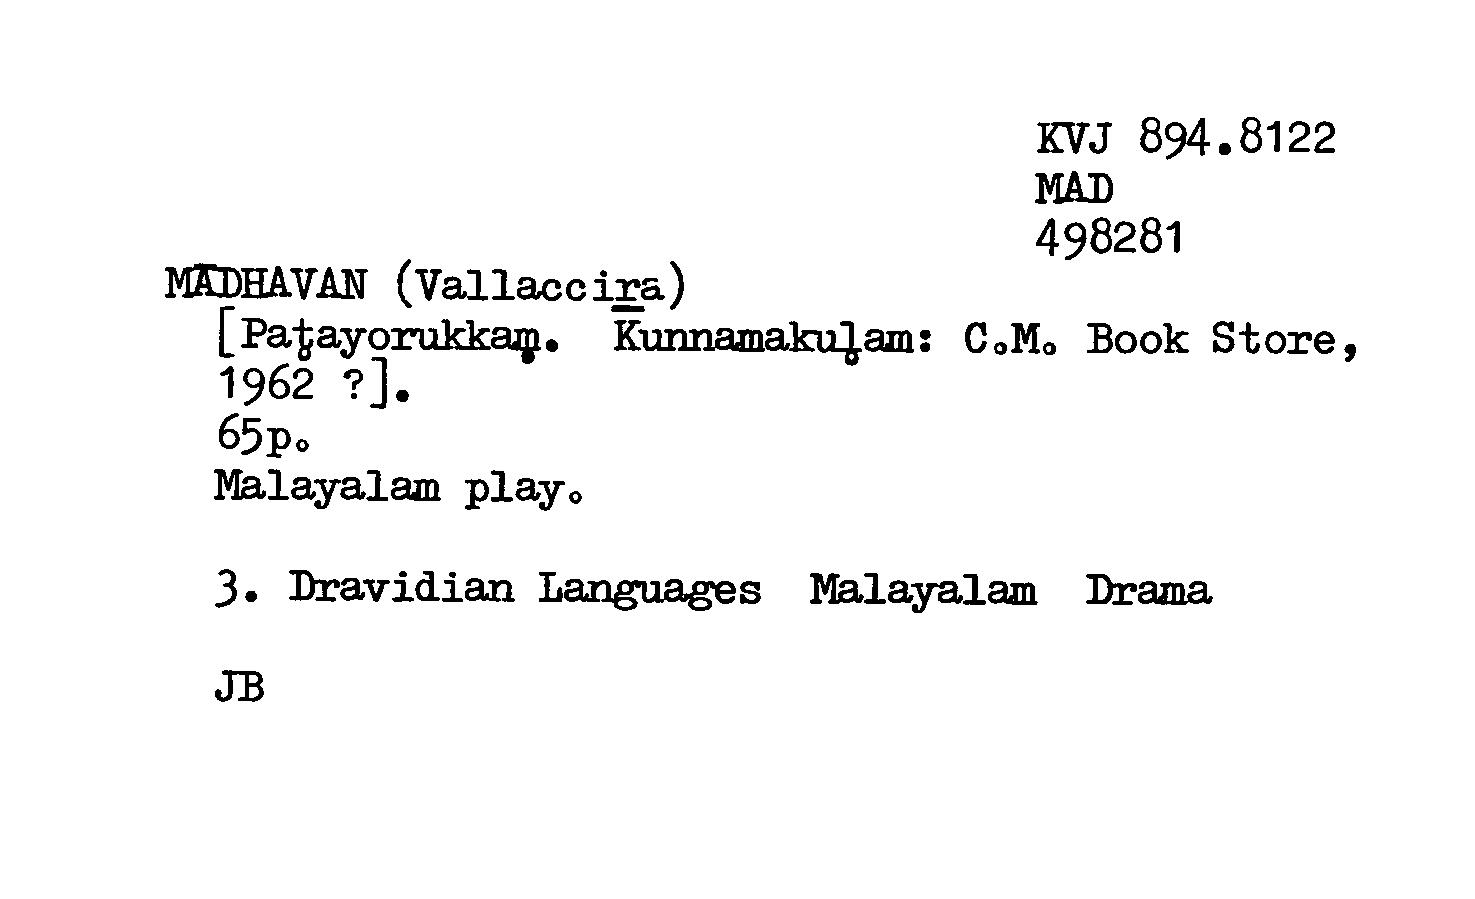 KVJ 894.8122
MAD
498281
MĀDHAVAN (Vallacciṟa)
[Paṭayorukkaṃ. Kunnamakuḷam: C.M. Book Store,
1962 ?].
65p.
Malayalam play.
3. Dravidian Languages Malayalam Drama
JB